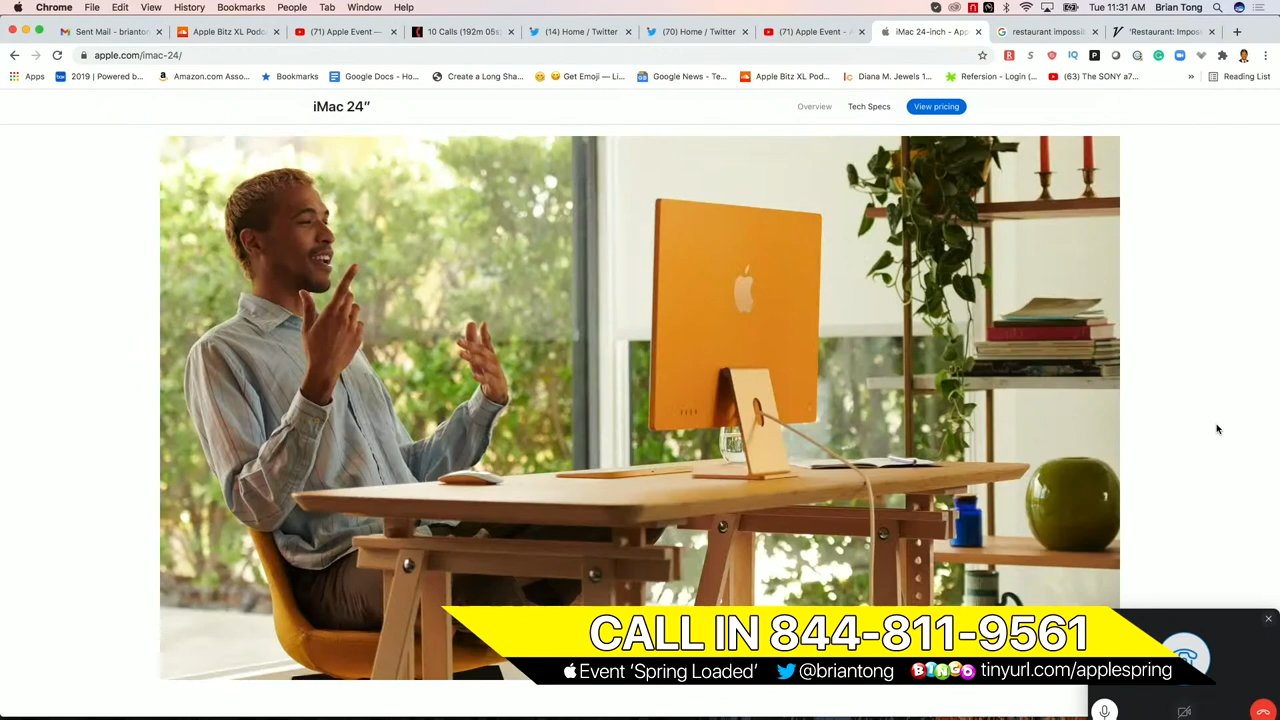 Chrome File Edit View History Bookmarks People Tab Window Help
Tue 11:31 AM Brian Tong
Sent Mail - brianton
Apple Bitz XL Podc
(71) Apple Event —
10 Calls (192m 05s)
(14) Home / Twitter
(70) Home / Twitter
(71) Apple Event - A
iMac 24-inch - App
restaurant impossib
'Restaurant: Impos
apple.com/imac-24/
Apps
2019 | Powered b...
Amazon.com Asso...
Bookmarks
Google Docs - Ho...
Create a Long Sha...
Get Emoji — Li...
Google News - Te...
Apple Bitz XL Pod...
Diana M. Jewels 1...
Refersion - Login (...
(63) The SONY a7...
»
Reading List
iMac 24"
Overview Tech Specs View pricing
CALL IN 844-811-9561
Event 'Spring Loaded' @briantong BINGO tinyurl.com/applespring